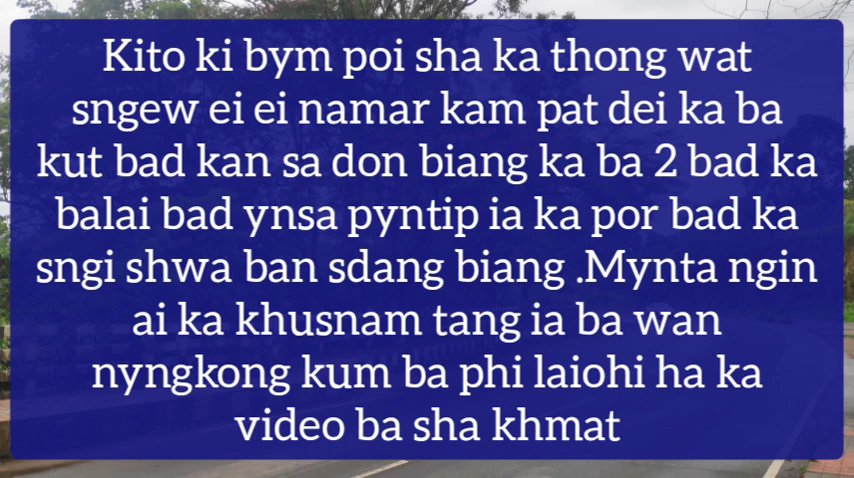 Kito ki bym poi sha ka thong wat
sngew ei ei namar kam pat dei ka ba
kut bad kan sa don biang ka ba 2 bad ka
balai bad ynsa pyntip ia ka por bad ka
sngi shwa ban sdang biang .Mynta ngin
ai ka khusnam tang ia ba wan
nyngkong kum ba phi laiohi ha ka
video ba sha khmat